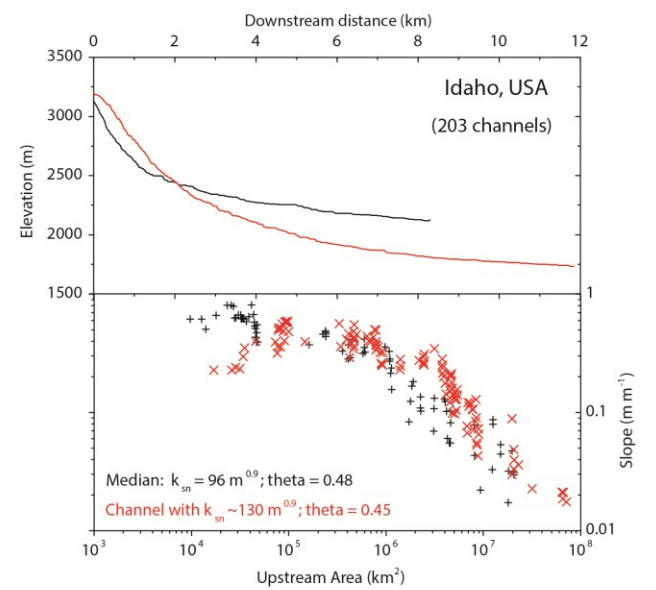 Downstream distance (km)
0 2 4 6 8 10 12
3500
3000
2500
2000
1500
Elevation (m)
Idaho, USA
(203 channels)
1
0.1
0.01
Slope (m m⁻¹)
Median: kₛₙ = 96 m⁰·⁹; theta = 0.48
Channel with kₛₙ ~130 m⁰·⁹; theta = 0.45
10³ 10⁴ 10⁵ 10⁶ 10⁷ 10⁸
Upstream Area (km²)